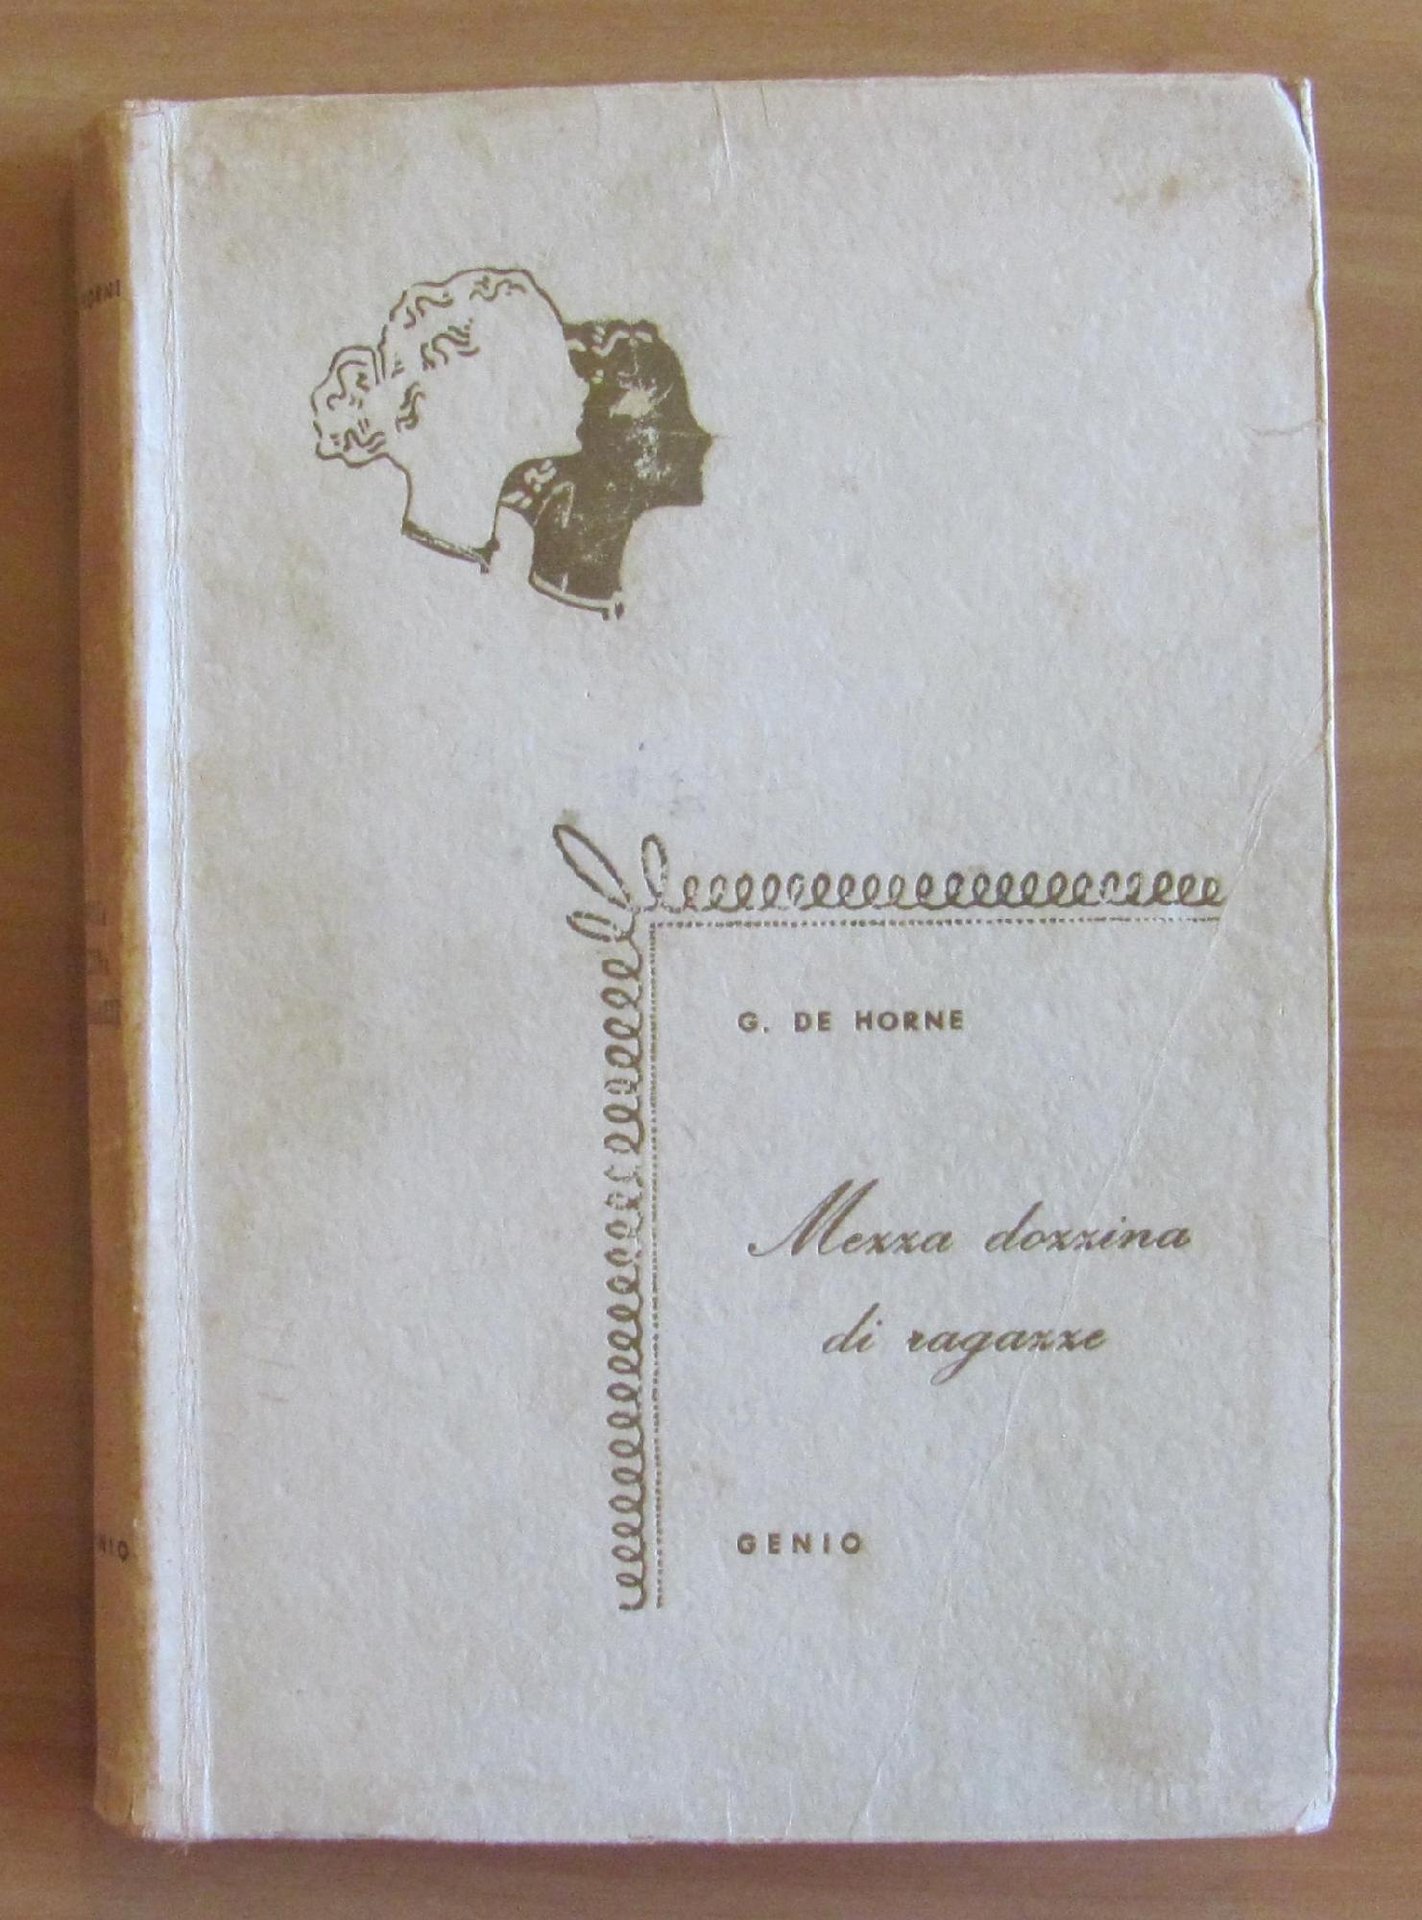 G. DE HORNE
Mezza dozzina
di ragazze
GENIO